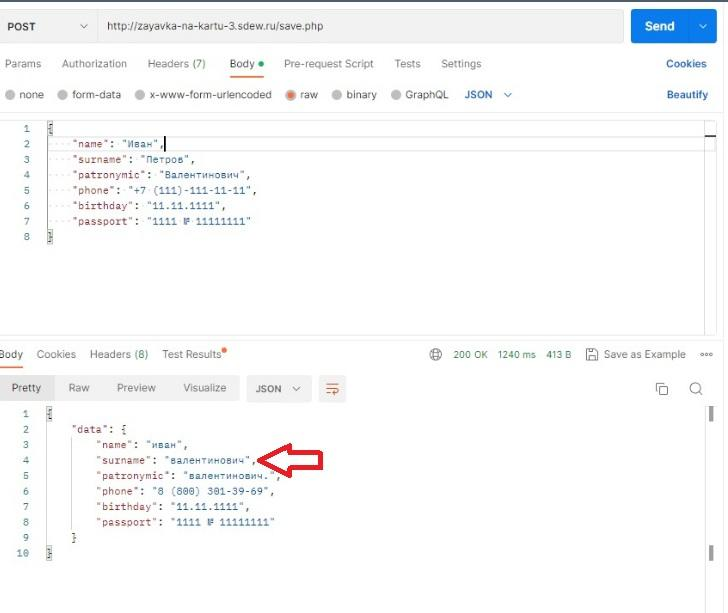 POST http://zayavka-na-kartu-3.sdew.ru/save.php Send
Params Authorization Headers (7) Body Pre-request Script Tests Settings Cookies
none form-data x-www-form-urlencoded raw binary GraphQL JSON Beautify
1 {
2 "name": "Иван",
3 "surname": "Петров",
4 "patronymic": "Валентинович",
5 "phone": "+7 (111)-111-11-11",
6 "birthday": "11.11.1111",
7 "passport": "1111 № 11111111"
8 }
Body Cookies Headers (8) Test Results 200 OK 1240 ms 413 B Save as Example
Pretty Raw Preview Visualize JSON
1 {
2 "data": {
3 "name": "иван",
4 "surname": "валентинович",
5 "patronymic": "валентинович.",
6 "phone": "8 (800) 301-39-69",
7 "birthday": "11.11.1111",
8 "passport": "1111 № 11111111"
9 }
10 }